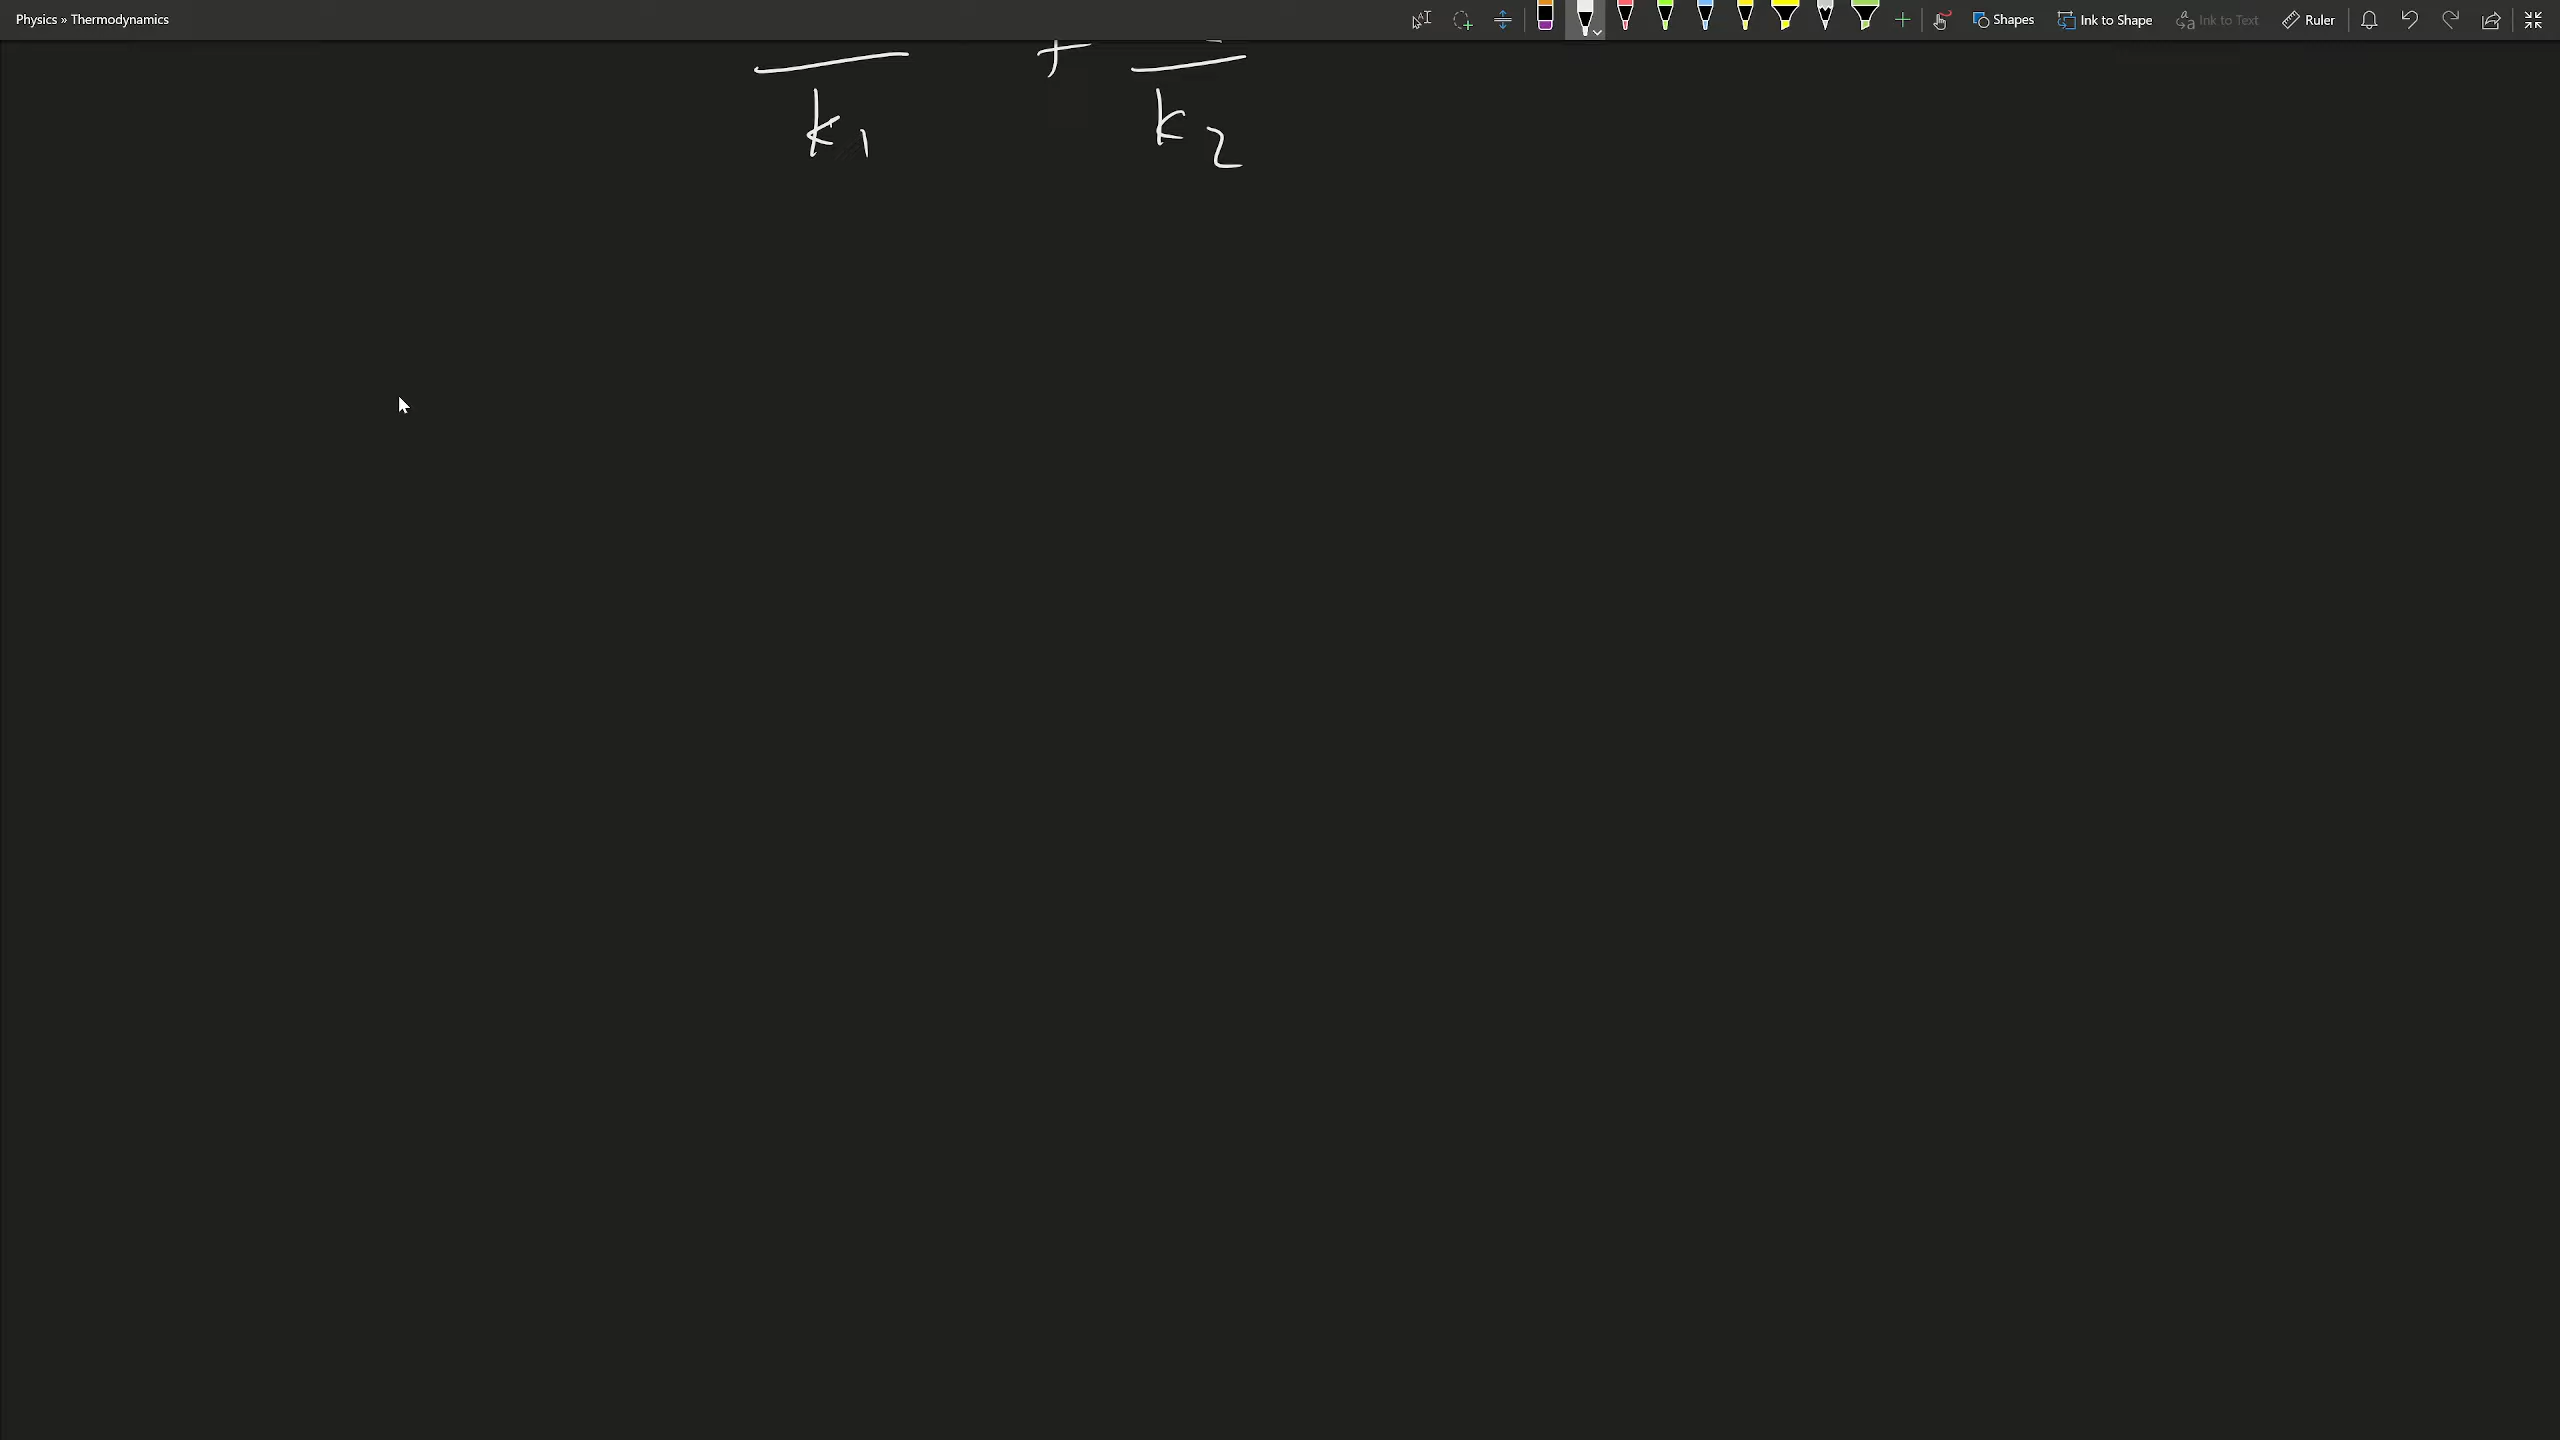 Physics » Thermodynamics Shapes Ink to Shape Ink to Text Ruler
+
k1 k2